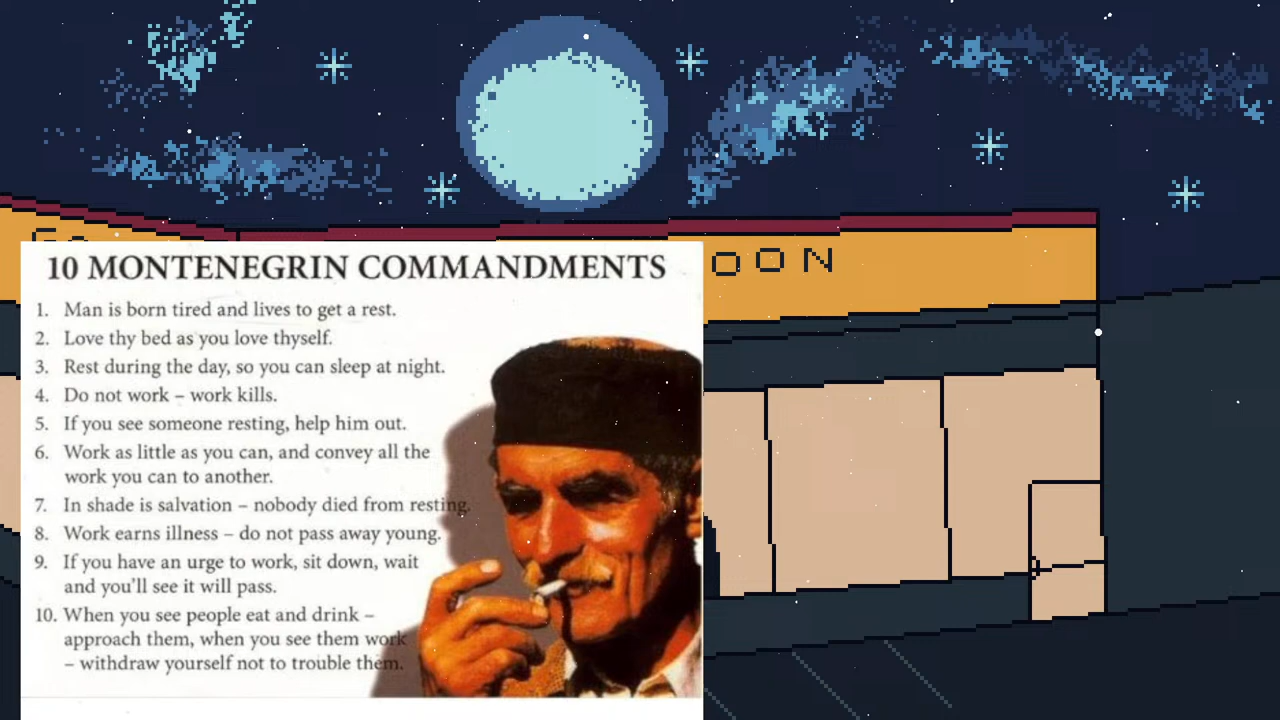 OON
10 MONTENEGRIN COMMANDMENTS
1. Man is born tired and lives to get a rest.
2. Love thy bed as you love thyself.
3. Rest during the day, so you can sleep at night.
4. Do not work – work kills.
5. If you see someone resting, help him out.
6. Work as little as you can, and convey all the
work you can to another.
7. In shade is salvation – nobody died from resting.
8. Work earns illness – do not pass away young.
9. If you have an urge to work, sit down, wait
and you'll see it will pass.
10. When you see people eat and drink –
approach them, when you see them work
– withdraw yourself not to trouble them.